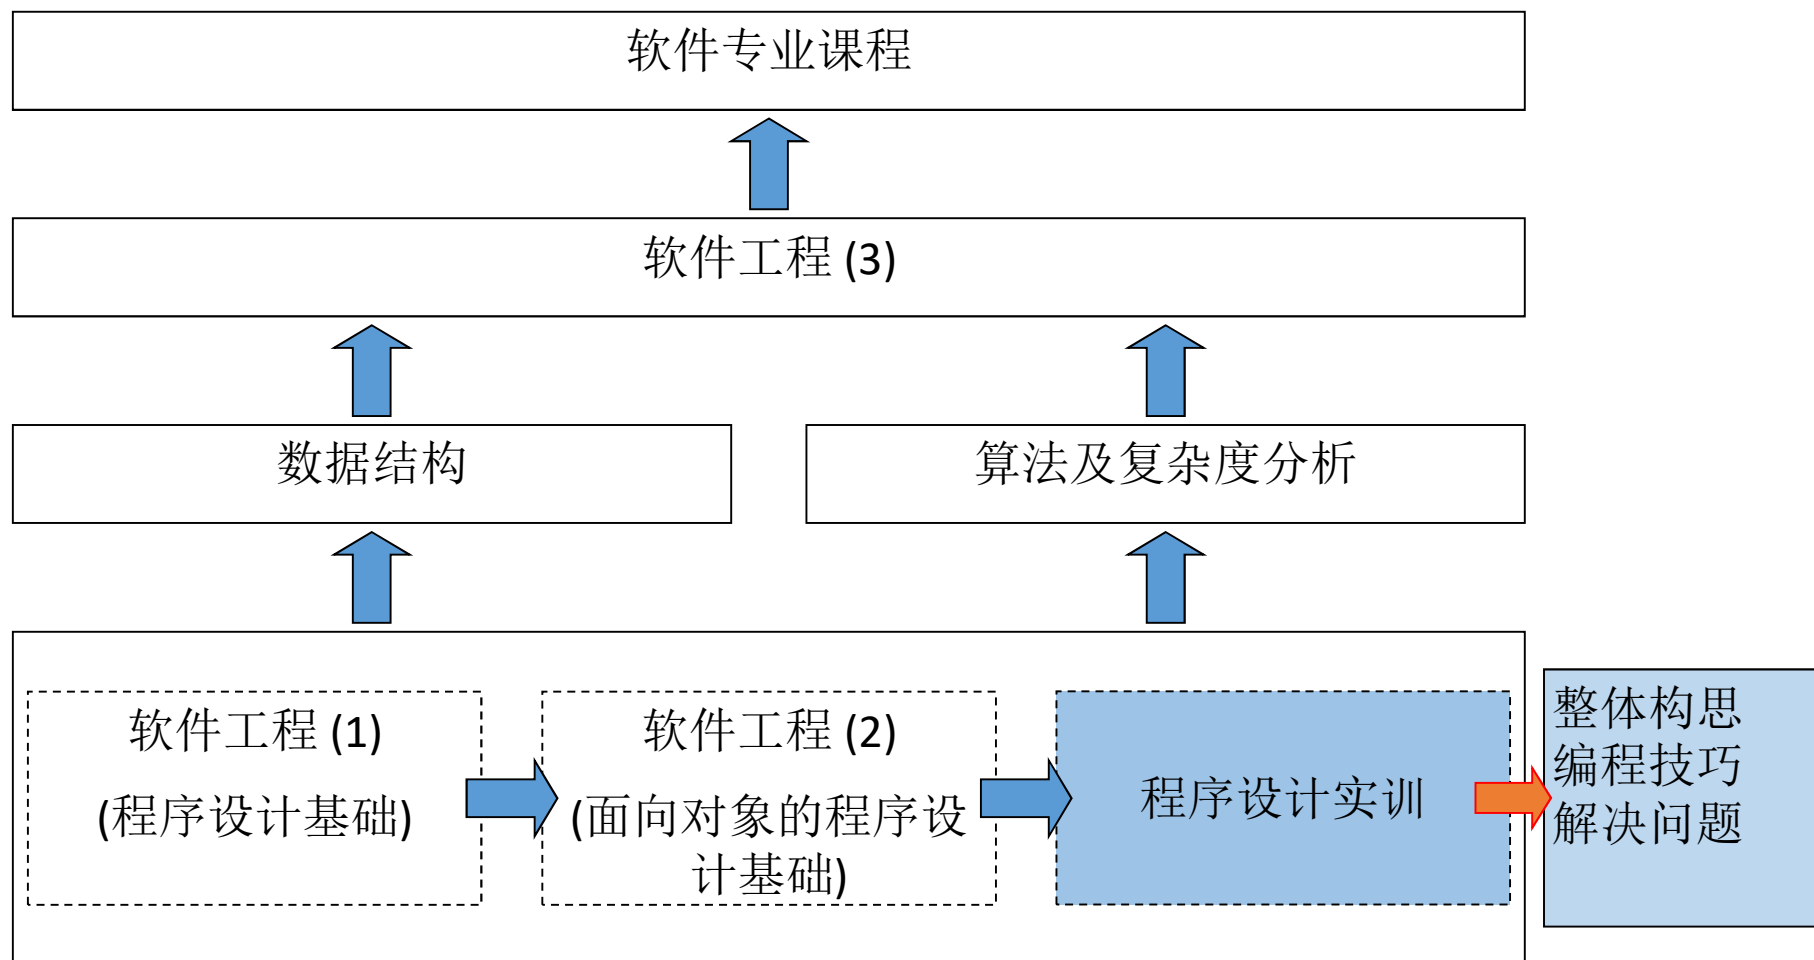 软件专业课程
软件工程 (3)
数据结构
算法及复杂度分析
软件工程 (1)
(程序设计基础)
软件工程 (2)
(面向对象的程序设
计基础)
程序设计实训
整体构思
编程技巧
解决问题